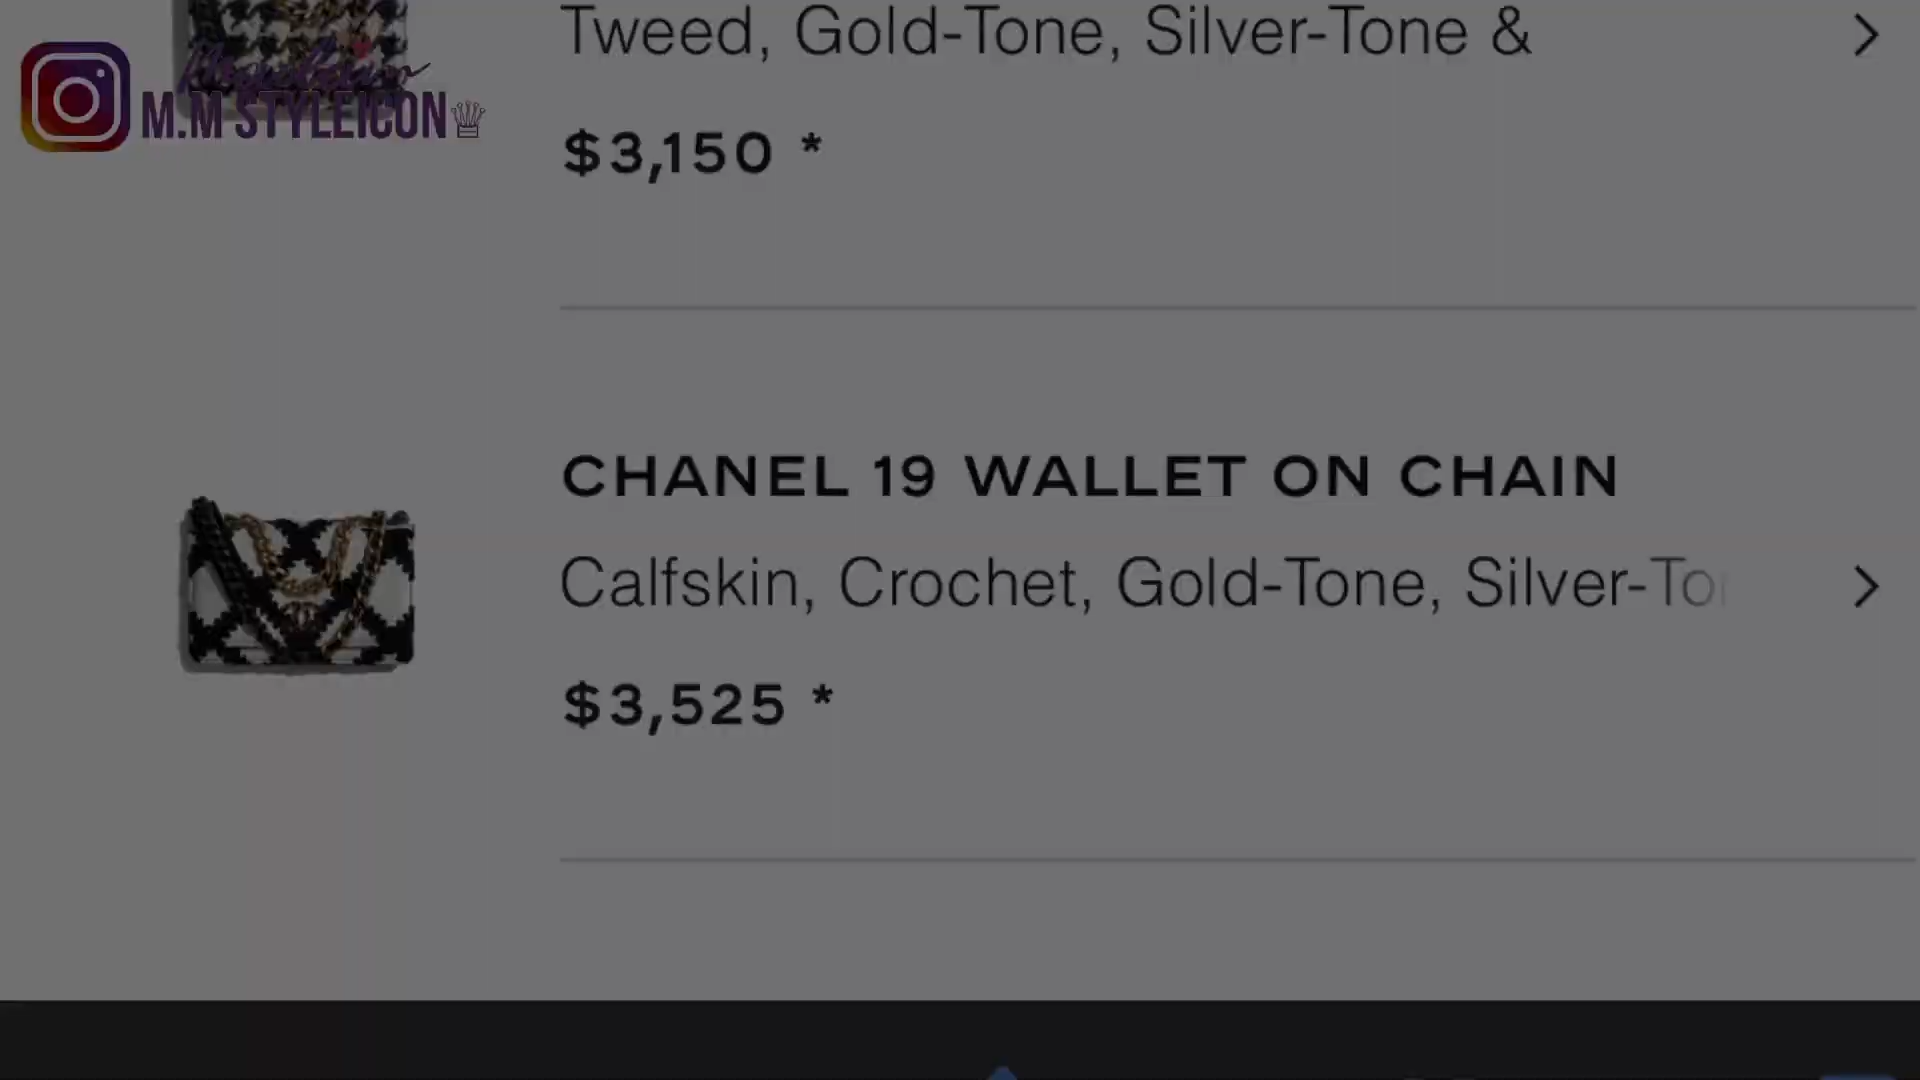 Tweed, Gold-Tone, Silver-Tone &
M.M STYLEICON
$3,150 *
CHANEL 19 WALLET ON CHAIN
Calfskin, Crochet, Gold-Tone, Silver-To
$3,525 *